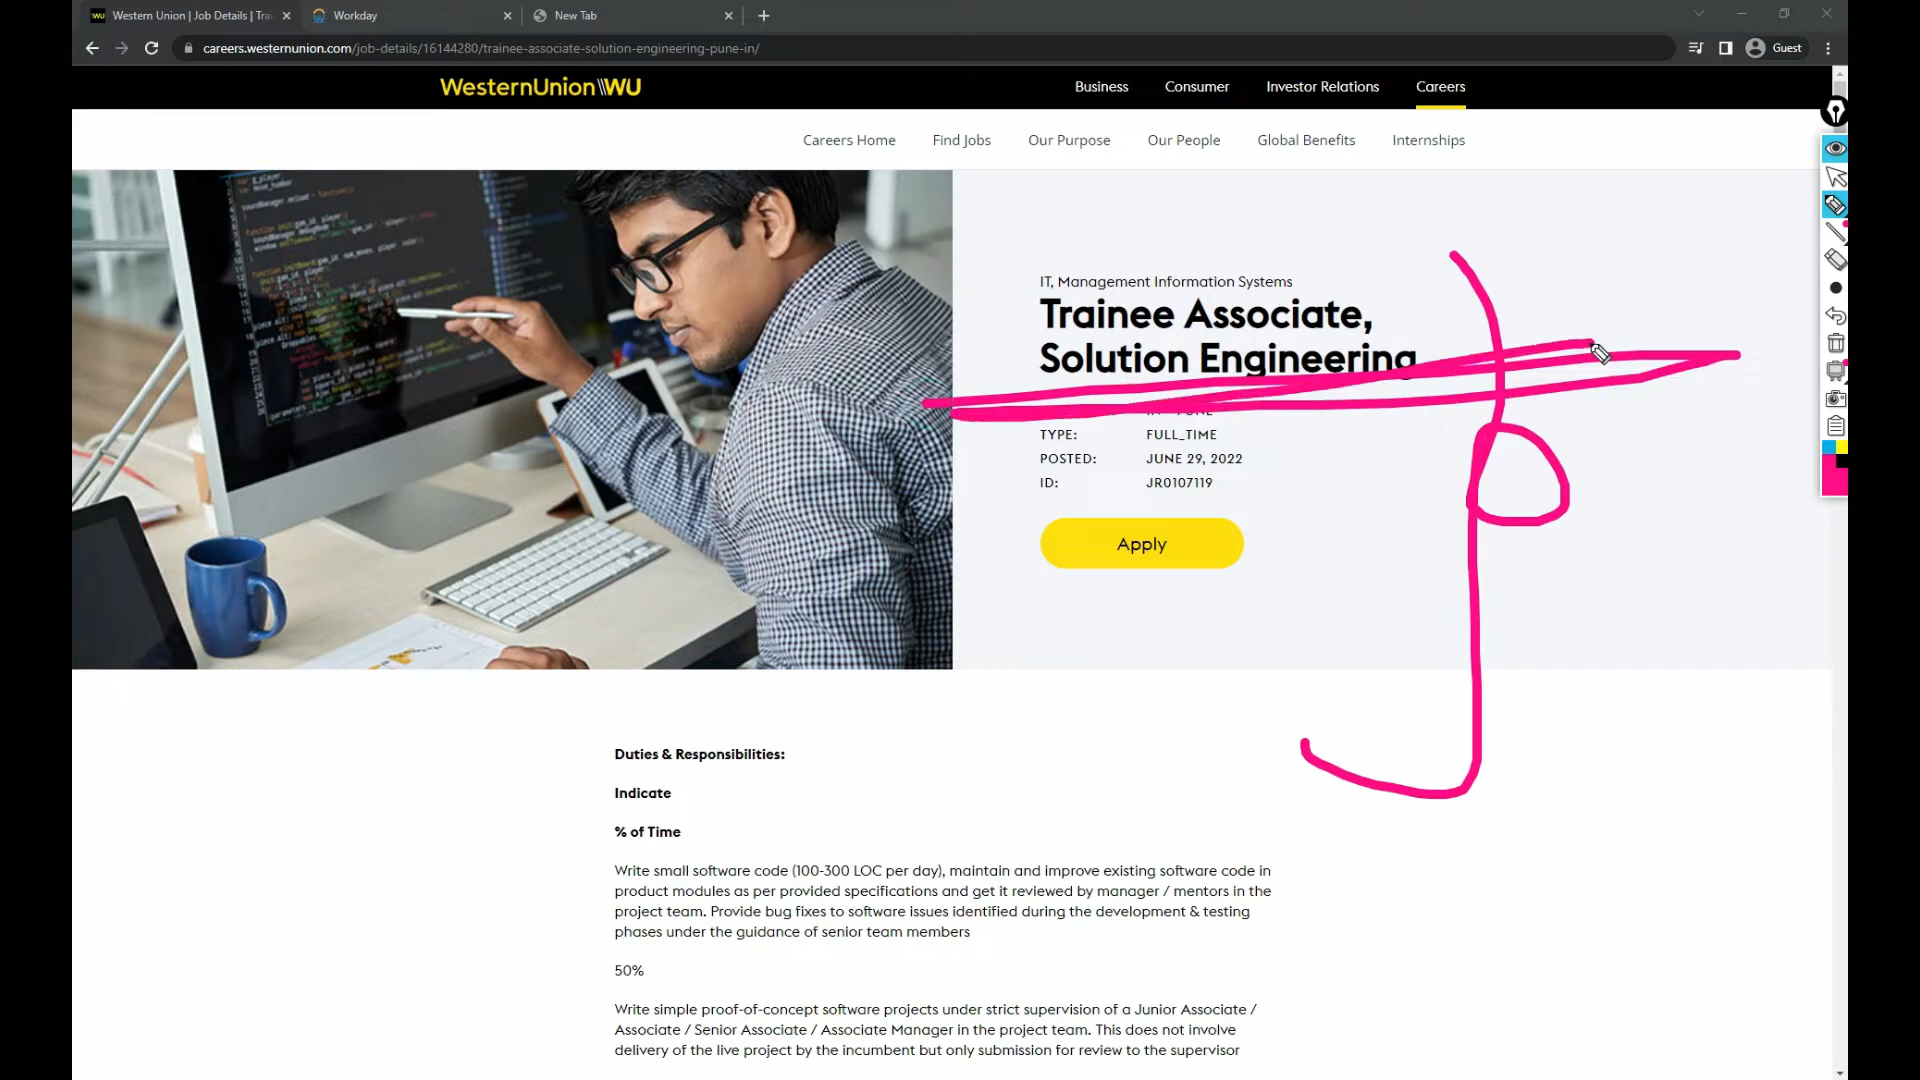 Western Union | Job Details | Tra
Workday
New Tab
careers.westernunion.com/job-details/16144280/trainee-associate-solution-engineering-pune-in/
Guest
WesternUnion\\WU
Business
Consumer
Investor Relations
Careers
Careers Home
Find Jobs
Our Purpose
Our People
Global Benefits
Internships
IT, Management Information Systems
Trainee Associate,
Solution Engineering
TYPE: FULL_TIME
POSTED: JUNE 29, 2022
ID: JR0107119
Apply
Duties & Responsibilities:
Indicate
% of Time
Write small software code (100-300 LOC per day), maintain and improve existing software code in
product modules as per provided specifications and get it reviewed by manager / mentors in the
project team. Provide bug fixes to software issues identified during the development & testing
phases under the guidance of senior team members
50%
Write simple proof-of-concept software projects under strict supervision of a Junior Associate /
Associate / Senior Associate / Associate Manager in the project team. This does not involve
delivery of the live project by the incumbent but only submission for review to the supervisor